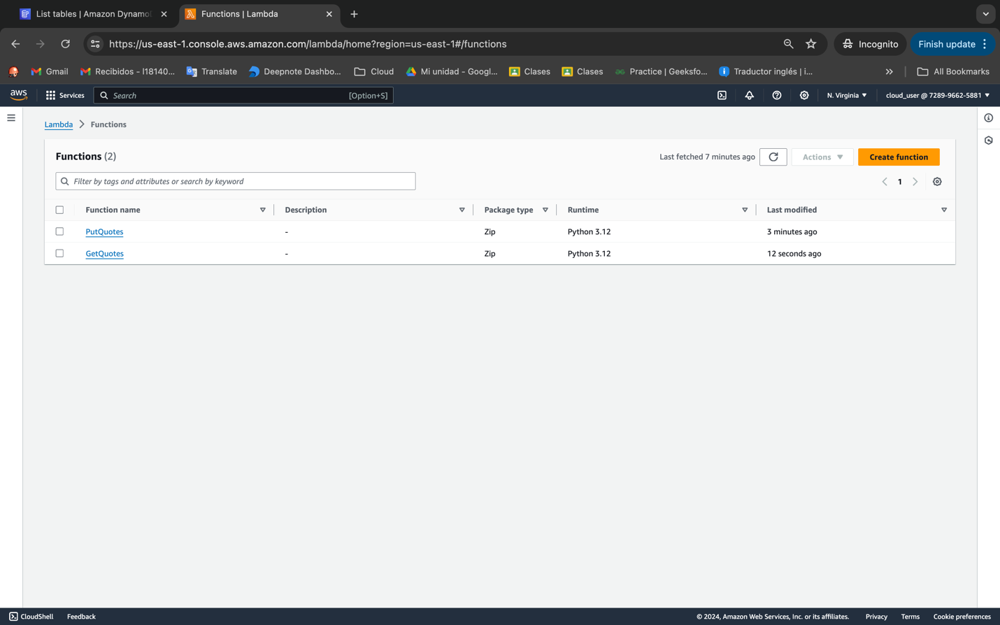 List tables | Amazon Dynamo
Functions | Lambda
https://us-east-1.console.aws.amazon.com/lambda/home?region=us-east-1#/functions
Incognito
Finish update
Gmail
Recibidos - l18140...
Translate
Deepnote Dashbo...
Cloud
Mi unidad - Googl...
Clases
Clases
Practice | Geeksfo...
Traductor inglés | i...
All Bookmarks
aws
Services
Search
[Option+S]
N. Virginia
cloud_user @ 7289-9662-5881
Lambda > Functions
Functions (2)
Last fetched 7 minutes ago
Actions
Create function
Filter by tags and attributes or search by keyword
1
Function name Description Package type Runtime Last modified
PutQuotes - Zip Python 3.12 3 minutes ago
GetQuotes - Zip Python 3.12 12 seconds ago
CloudShell
Feedback
© 2024, Amazon Web Services, Inc. or its affiliates.
Privacy
Terms
Cookie preferences